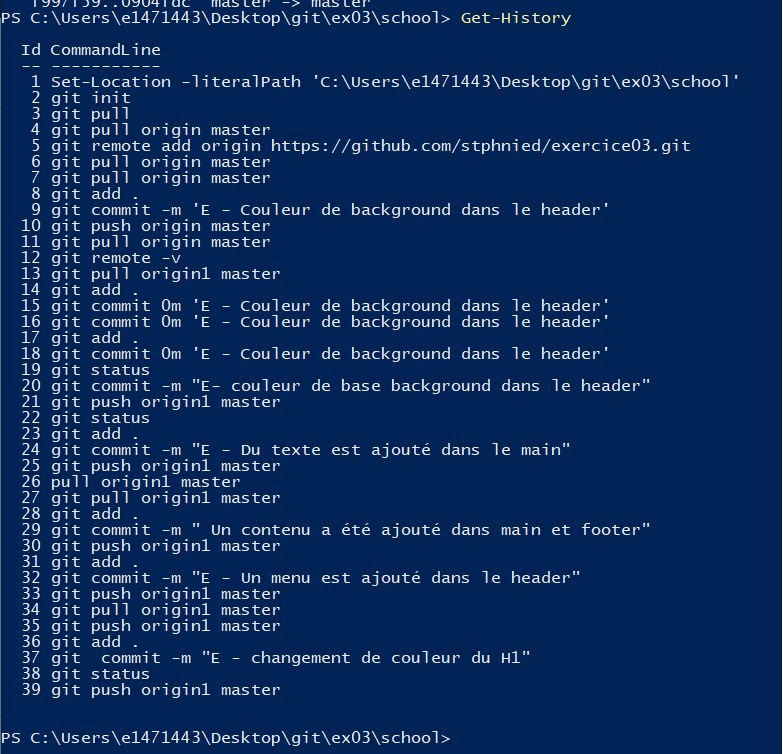 master -> master
PS C:\Users\e1471443\Desktop\git\ex03\school> Get-History
Id CommandLine
-- -----------
1 Set-Location -literalPath 'C:\Users\e1471443\Desktop\git\ex03\school'
2 git init
3 git pull
4 git pull origin master
5 git remote add origin https://github.com/stphnied/exercice03.git
6 git pull origin master
7 git pull origin master
8 git add .
9 git commit -m 'E - Couleur de background dans le header'
10 git push origin master
11 git pull origin master
12 git remote -v
13 git pull origin1 master
14 git add .
15 git commit 0m 'E - Couleur de background dans le header'
16 git commit 0m 'E - Couleur de background dans le header'
17 git add .
18 git commit 0m 'E - Couleur de background dans le header'
19 git status
20 git commit -m "E- couleur de base background dans le header"
21 git push origin1 master
22 git status
23 git add .
24 git commit -m "E - Du texte est ajouté dans le main"
25 git push origin1 master
26 pull origin1 master
27 git pull origin1 master
28 git add .
29 git commit -m " Un contenu a été ajouté dans main et footer"
30 git push origin1 master
31 git add .
32 git commit -m "E - Un menu est ajouté dans le header"
33 git push origin1 master
34 git pull origin1 master
35 git push origin1 master
36 git add .
37 git  commit -m "E - changement de couleur du H1"
38 git status
39 git push origin1 master
PS C:\Users\e1471443\Desktop\git\ex03\school>